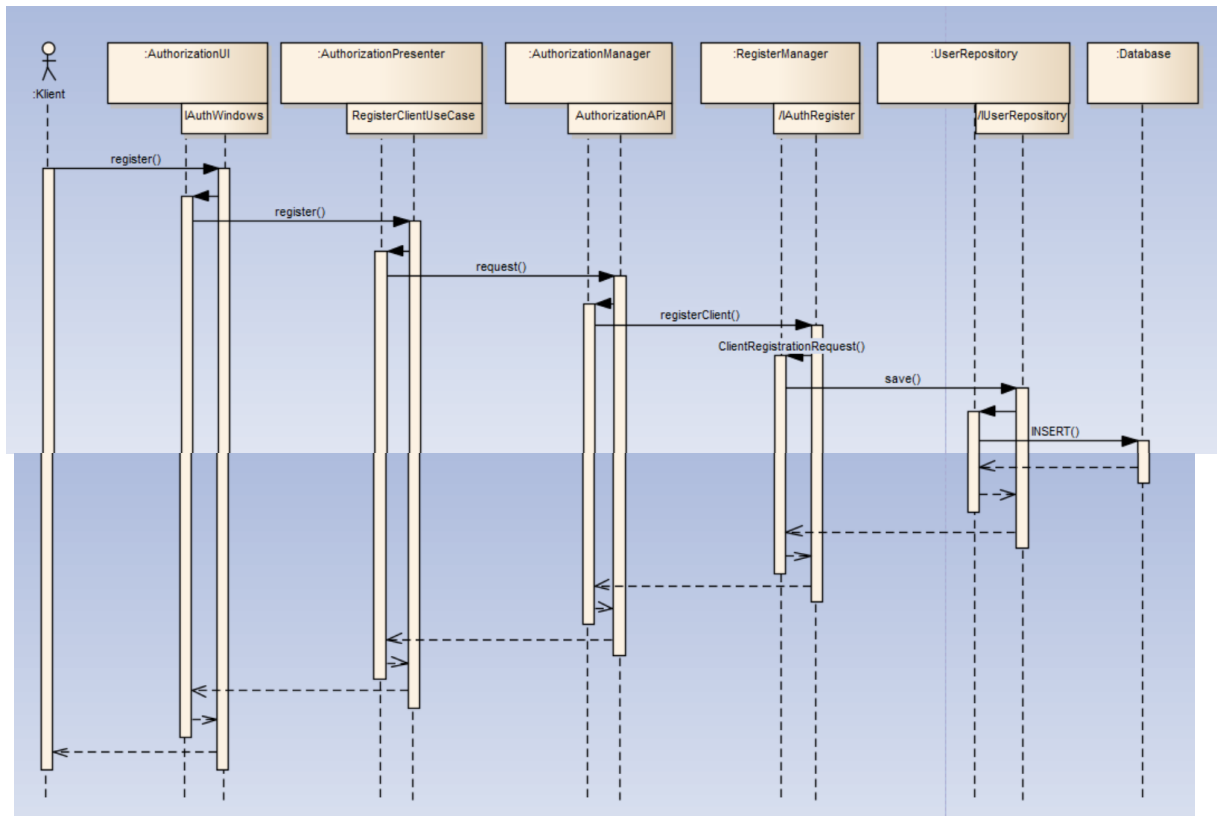 :Klient
:AuthorizationUI
IAuthWindows
:AuthorizationPresenter
RegisterClientUseCase
:AuthorizationManager
AuthorizationAPI
:RegisterManager
/IAuthRegister
:UserRepository
/IUserRepository
:Database
register()
register()
request()
registerClient()
ClientRegistrationRequest()
save()
INSERT()